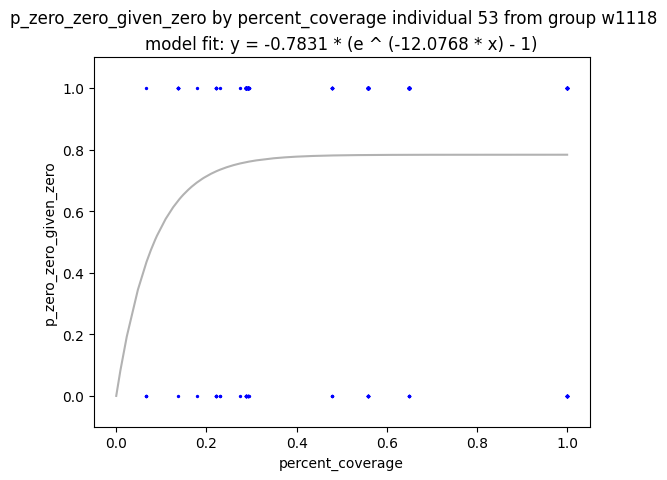 p_zero_zero_given_zero by percent_coverage individual 53 from group w1118
model fit: y = -0.7831 * (e ^ (-12.0768 * x) - 1)
1.0
0.8
0.6
0.4
0.2
0.0
p_zero_zero_given_zero
0.0 0.2 0.4 0.6 0.8 1.0
percent_coverage